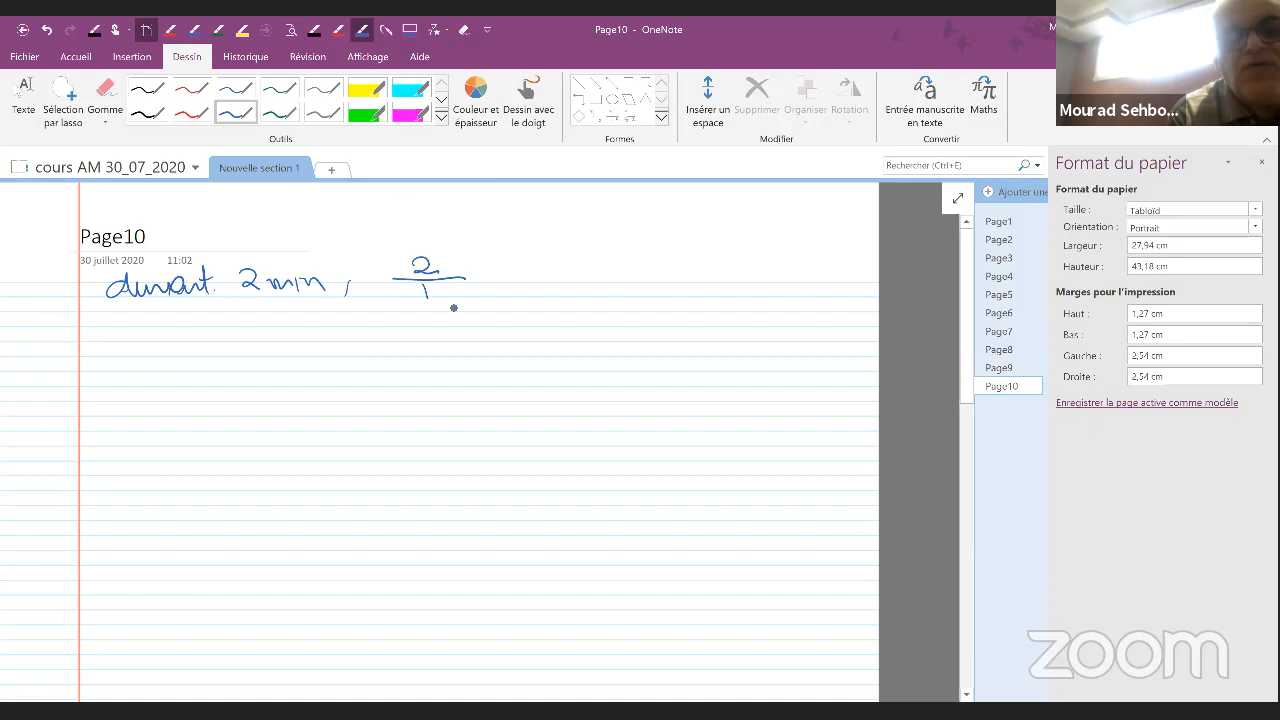 Page10 - OneNote
M
Fichier Accueil Insertion Dessin Historique Révision Affichage Aide
Texte Sélection par lasso Gomme
Couleur et épaisseur Dessin avec le doigt
Insérer un espace Supprimer Organiser Rotation
Entrée manuscrite en texte Maths
Outils Formes Modifier Convertir
Mourad Sehbo...
cours AM 30_07_2020 Nouvelle section 1 +
Rechercher (Ctrl+E)
Ajouter une
Page1
Page2
Page3
Page4
Page5
Page6
Page7
Page8
Page9
Page10
Page10
30 juillet 2020 11:02
durant 2 min, 2
1
Format du papier
Format du papier
Taille : Tabloïd
Orientation : Portrait
Largeur : 27,94 cm
Hauteur : 43,18 cm
Marges pour l'impression
Haut : 1,27 cm
Bas : 1,27 cm
Gauche : 2,54 cm
Droite : 2,54 cm
Enregistrer la page active comme modèle
zoom